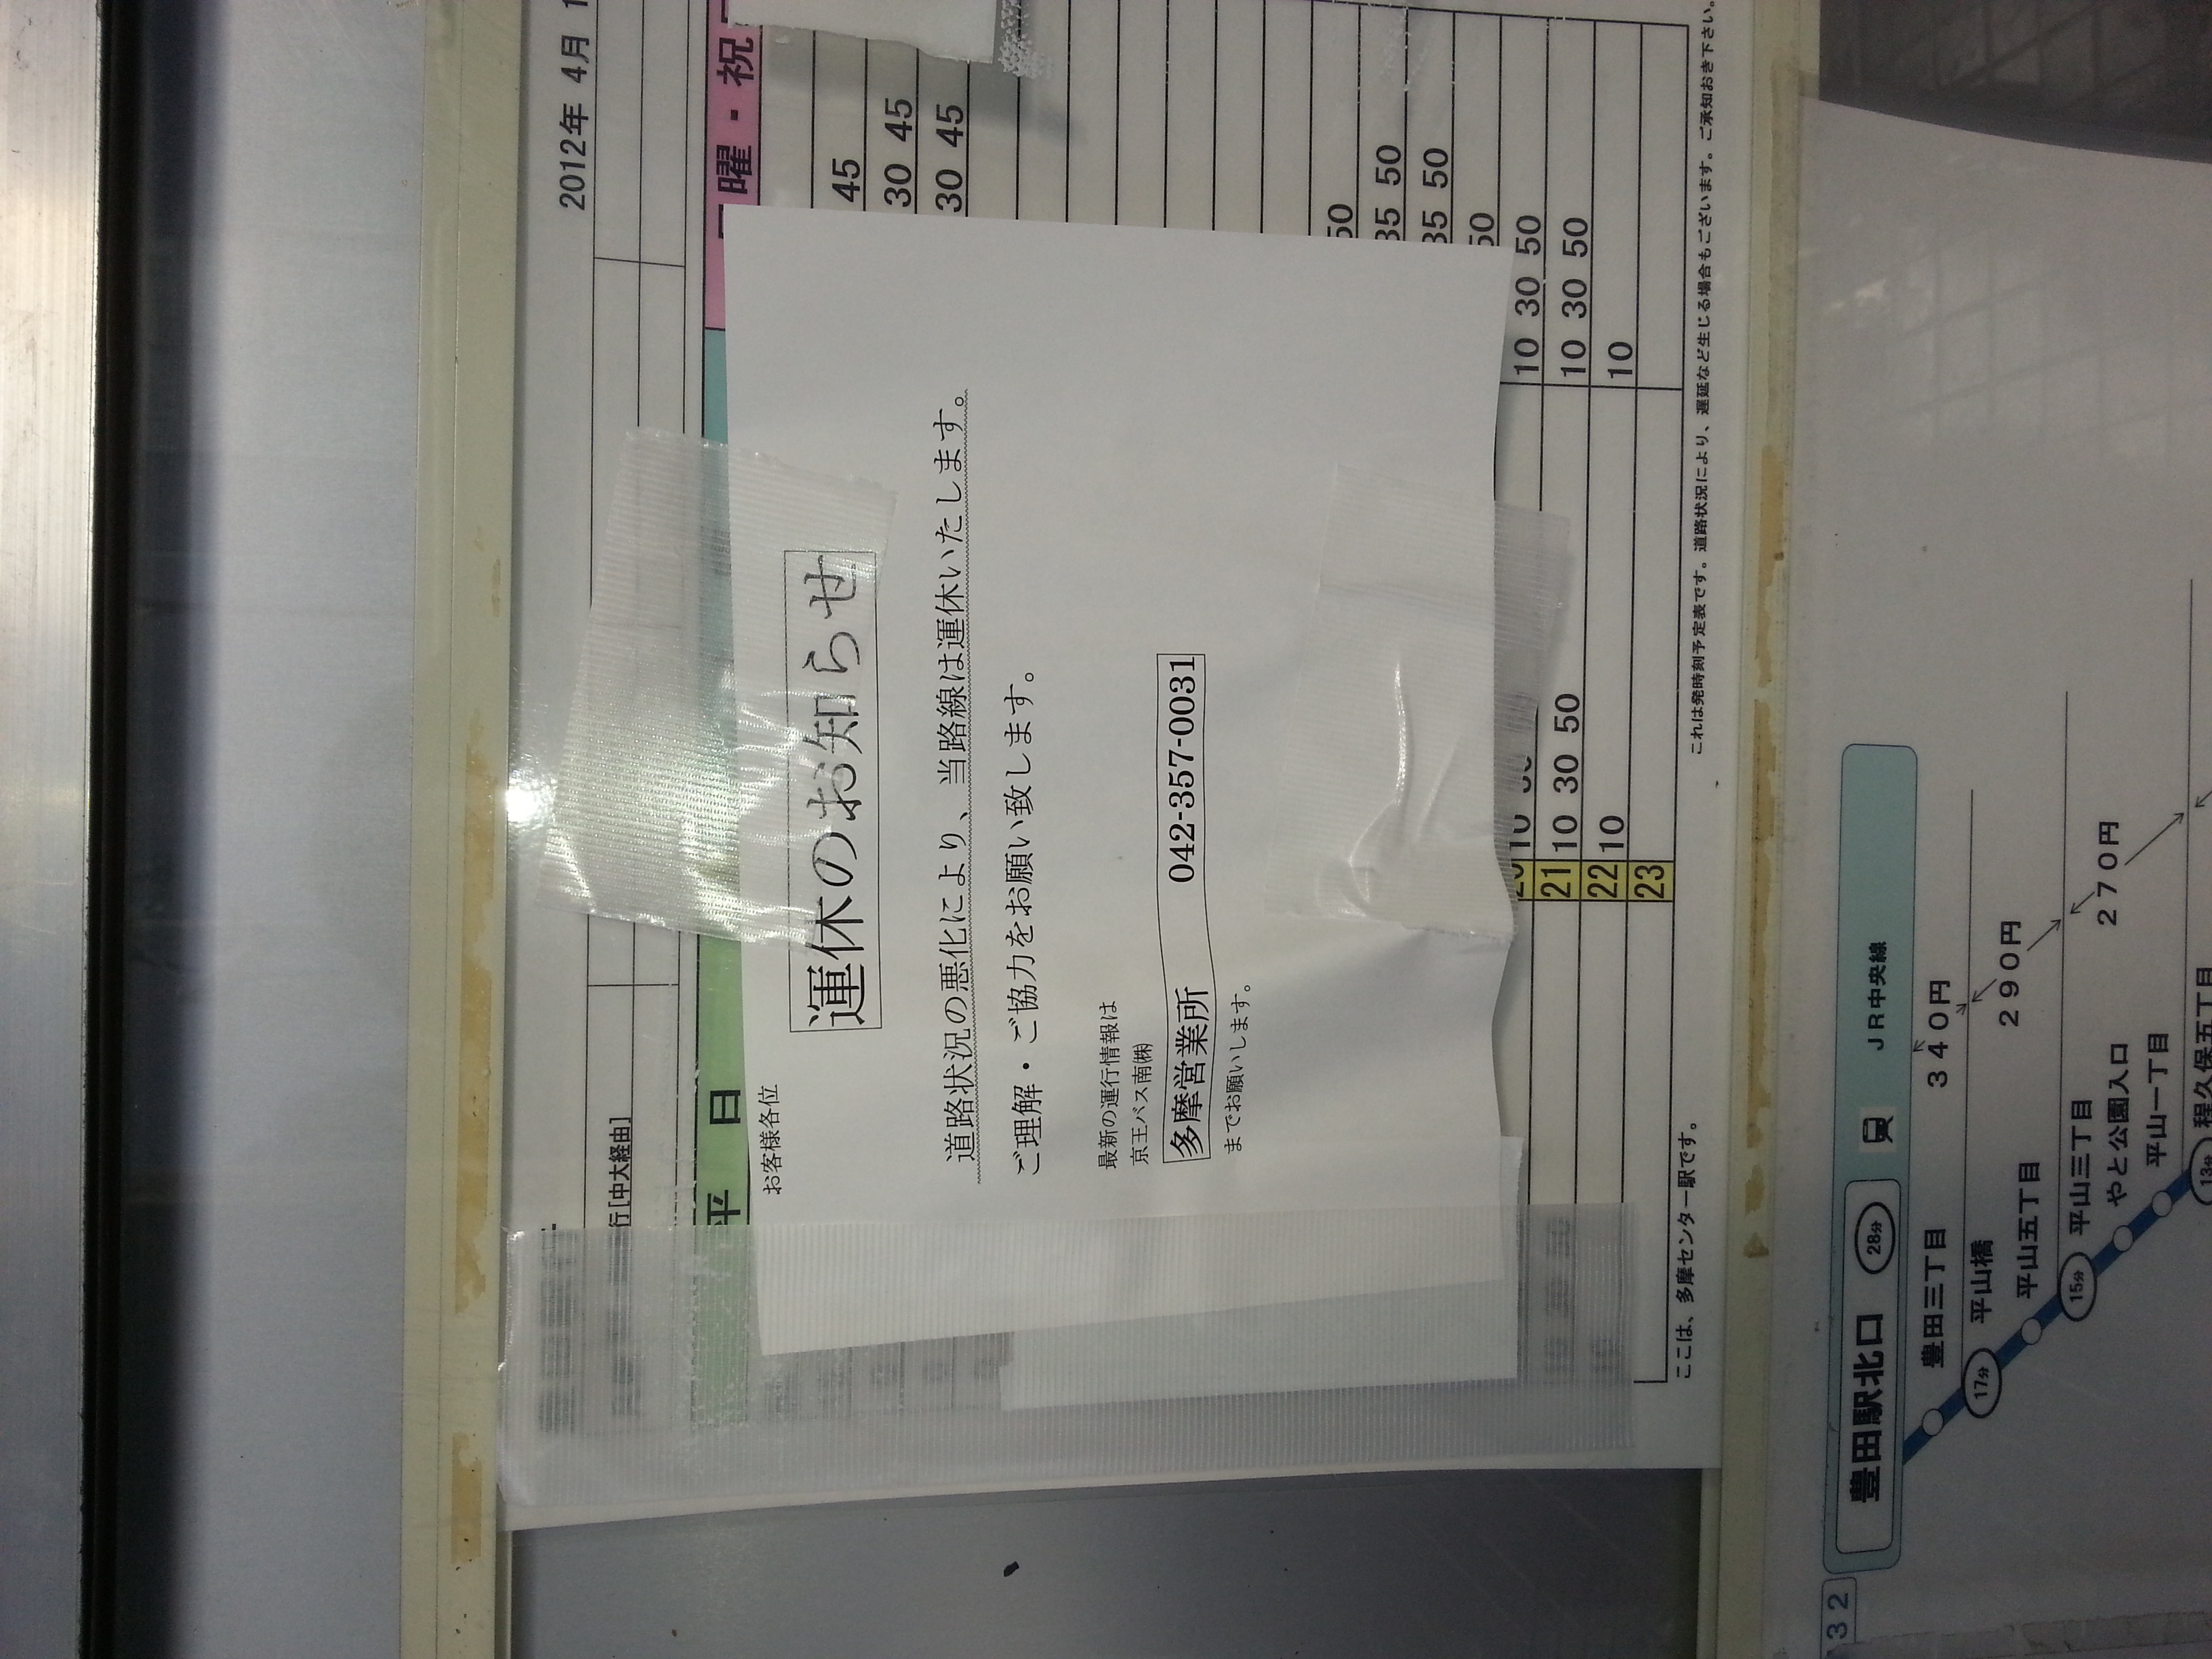 2012年 4月 1
行[中大経由]
平 日
曜・祝
45
30 45
30 45
お客様各位
運休のお知らせ
道路状況の悪化により、当路線は運休いたします。
ご理解・ご協力をお願い致します。
最新の運行情報は
京王バス南㈱
多摩営業所 042-357-0031
までお願いします。
50
35 50
35 50
50
10 30 50
21 10 30 50 10 30 50
22 10 10
23
ここは、多摩センター駅です。
これは発時刻予定表です。道路状況により、遅延など生じる場合もございます。ご承知おき下さい。
32
豊田駅北口 28分 JR中央線
豊田三丁目 340円
17分 平山橋 290円
平山五丁目
15分 平山三丁目 270円
やと公園入口
平山一丁目
13分 程久保五丁目